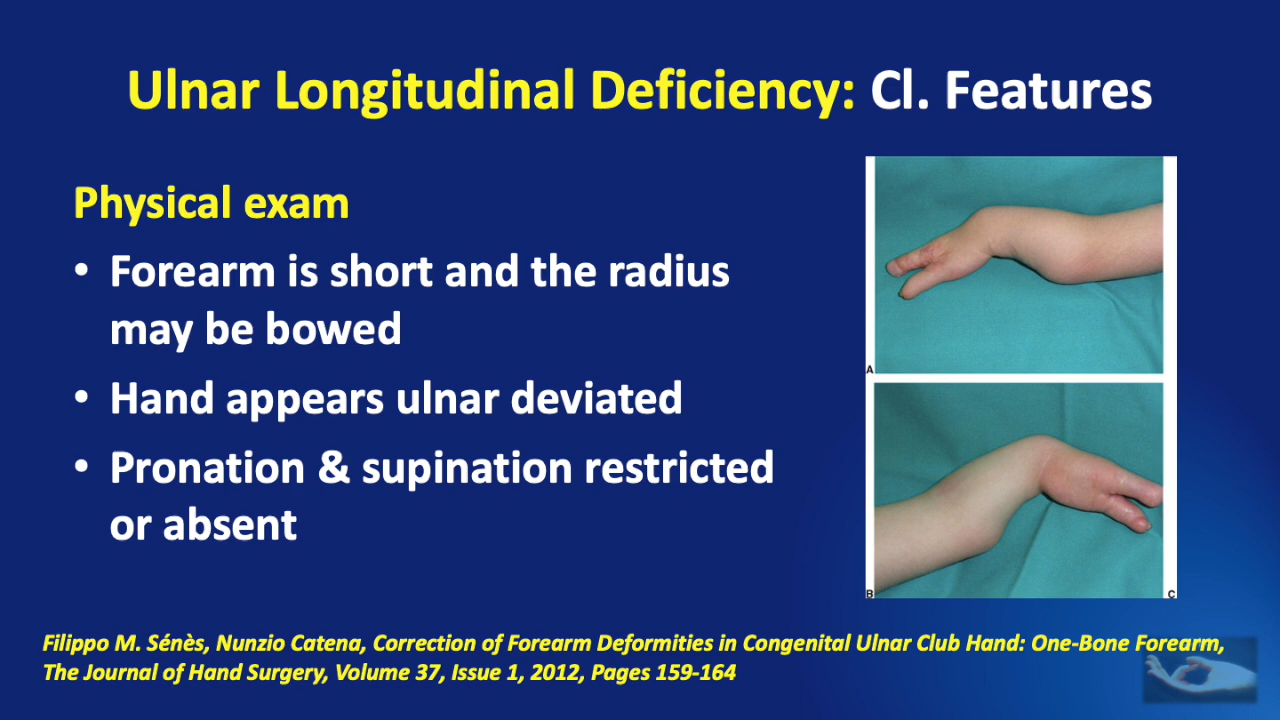 Ulnar Longitudinal Deficiency: Cl. Features
Physical exam
• Forearm is short and the radius
may be bowed
• Hand appears ulnar deviated
• Pronation & supination restricted
or absent
A
B
C
Filippo M. Sénès, Nunzio Catena, Correction of Forearm Deformities in Congenital Ulnar Club Hand: One-Bone Forearm,
The Journal of Hand Surgery, Volume 37, Issue 1, 2012, Pages 159-164